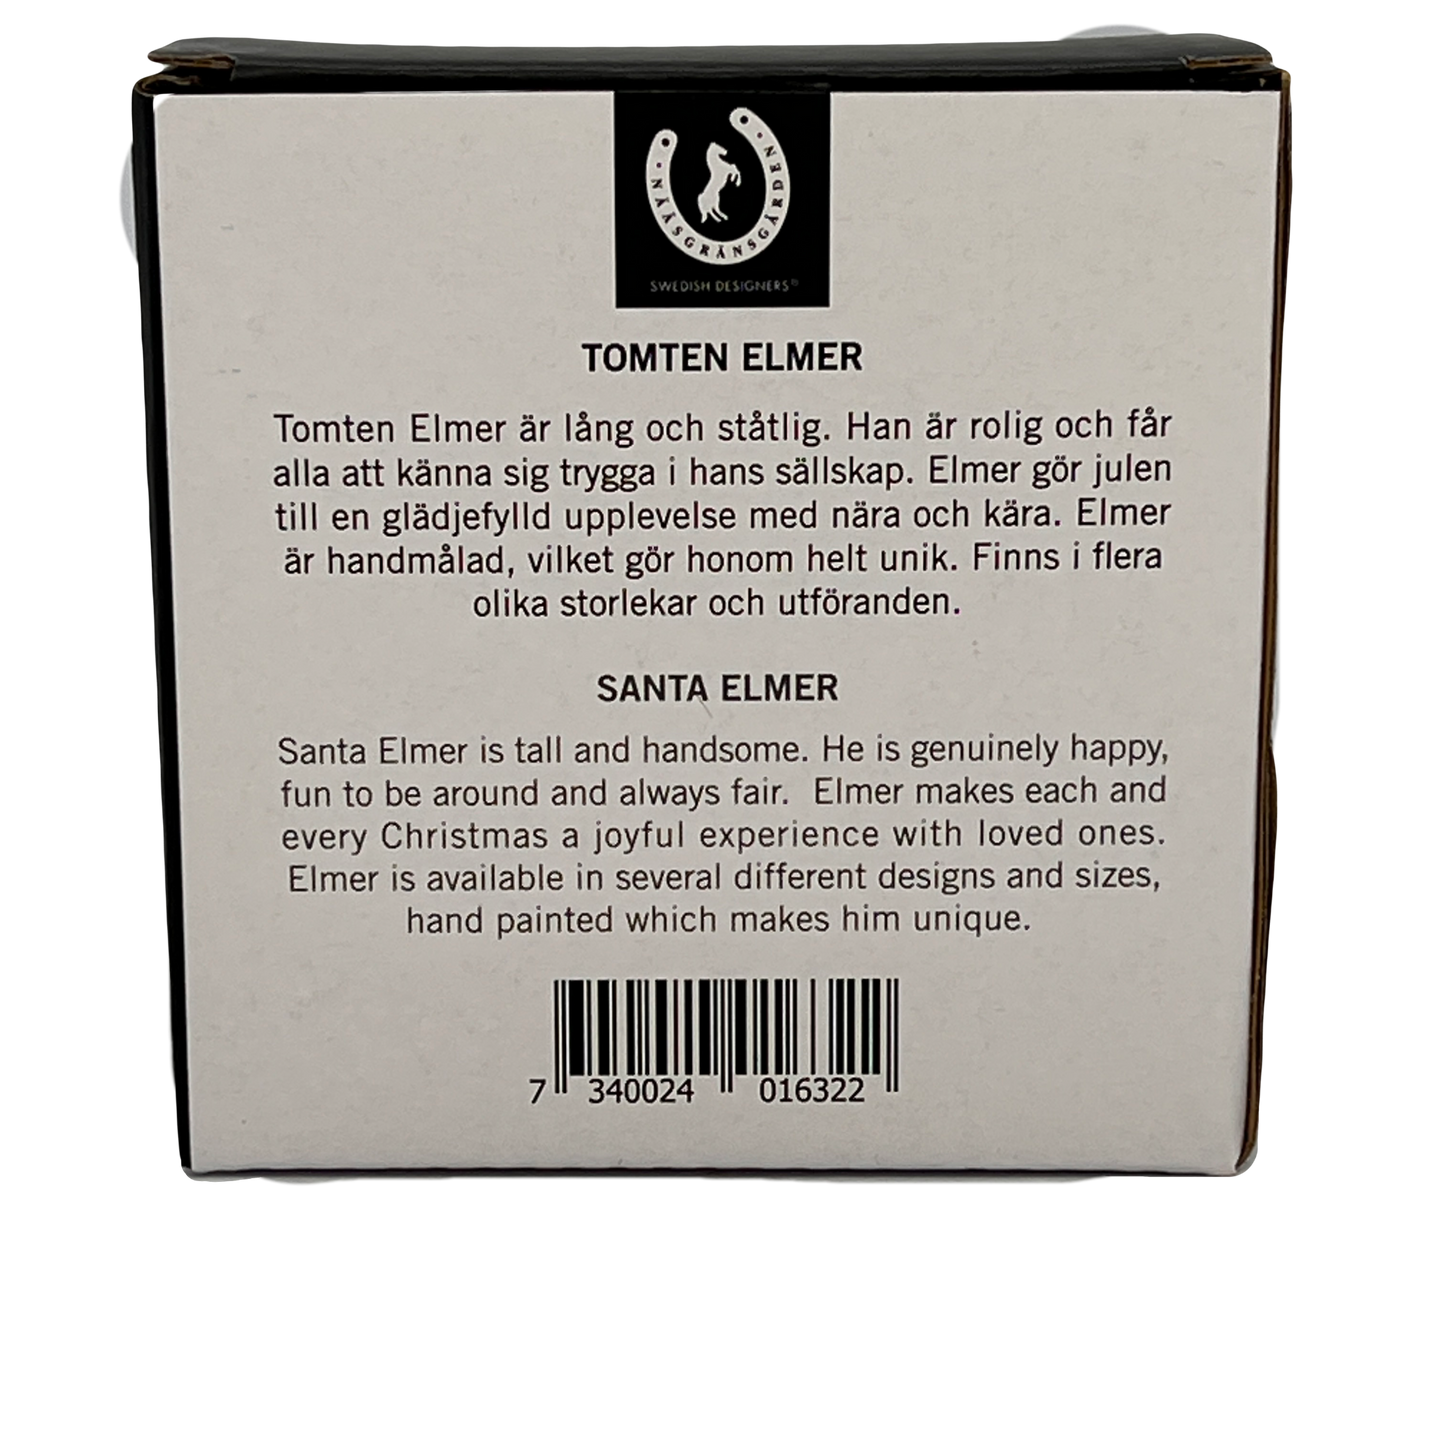 NÄÄSGRÄNSGÅRDEN
SWEDISH DESIGNERS®
TOMTEN ELMER
Tomten Elmer är lång och ståtlig. Han är rolig och får
alla att känna sig trygga i hans sällskap. Elmer gör julen
till en glädjefylld upplevelse med nära och kära. Elmer
är handmålad, vilket gör honom helt unik. Finns i flera
olika storlekar och utföranden.
SANTA ELMER
Santa Elmer is tall and handsome. He is genuinely happy,
fun to be around and always fair. Elmer makes each and
every Christmas a joyful experience with loved ones.
Elmer is available in several different designs and sizes,
hand painted which makes him unique.
7 340024 016322